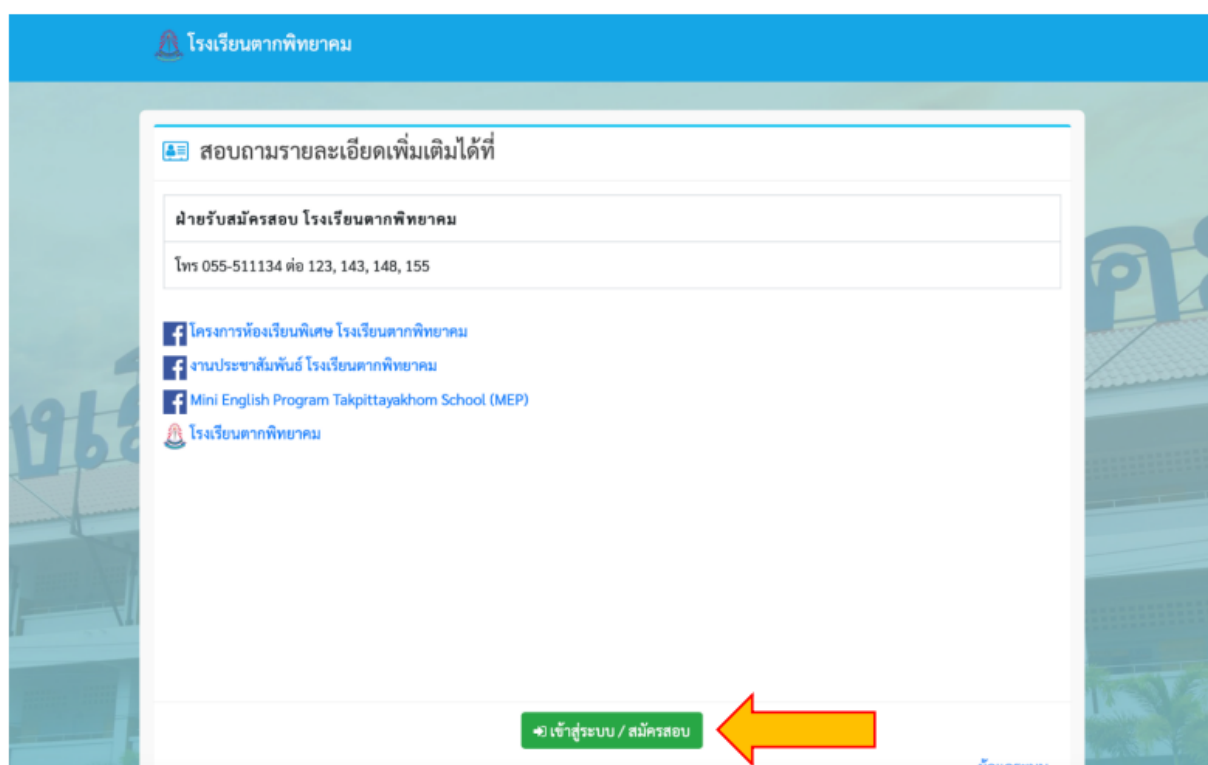 โรงเรียนตากพิทยาคม
สอบถามรายละเอียดเพิ่มเติมได้ที่
ฝ่ายรับสมัครสอบ โรงเรียนตากพิทยาคม
โทร 055-511134 ต่อ 123, 143, 148, 155
โครงการห้องเรียนพิเศษ โรงเรียนตากพิทยาคม
งานประชาสัมพันธ์ โรงเรียนตากพิทยาคม
Mini English Program Takpittayakhom School (MEP)
โรงเรียนตากพิทยาคม
เข้าสู่ระบบ / สมัครสอบ